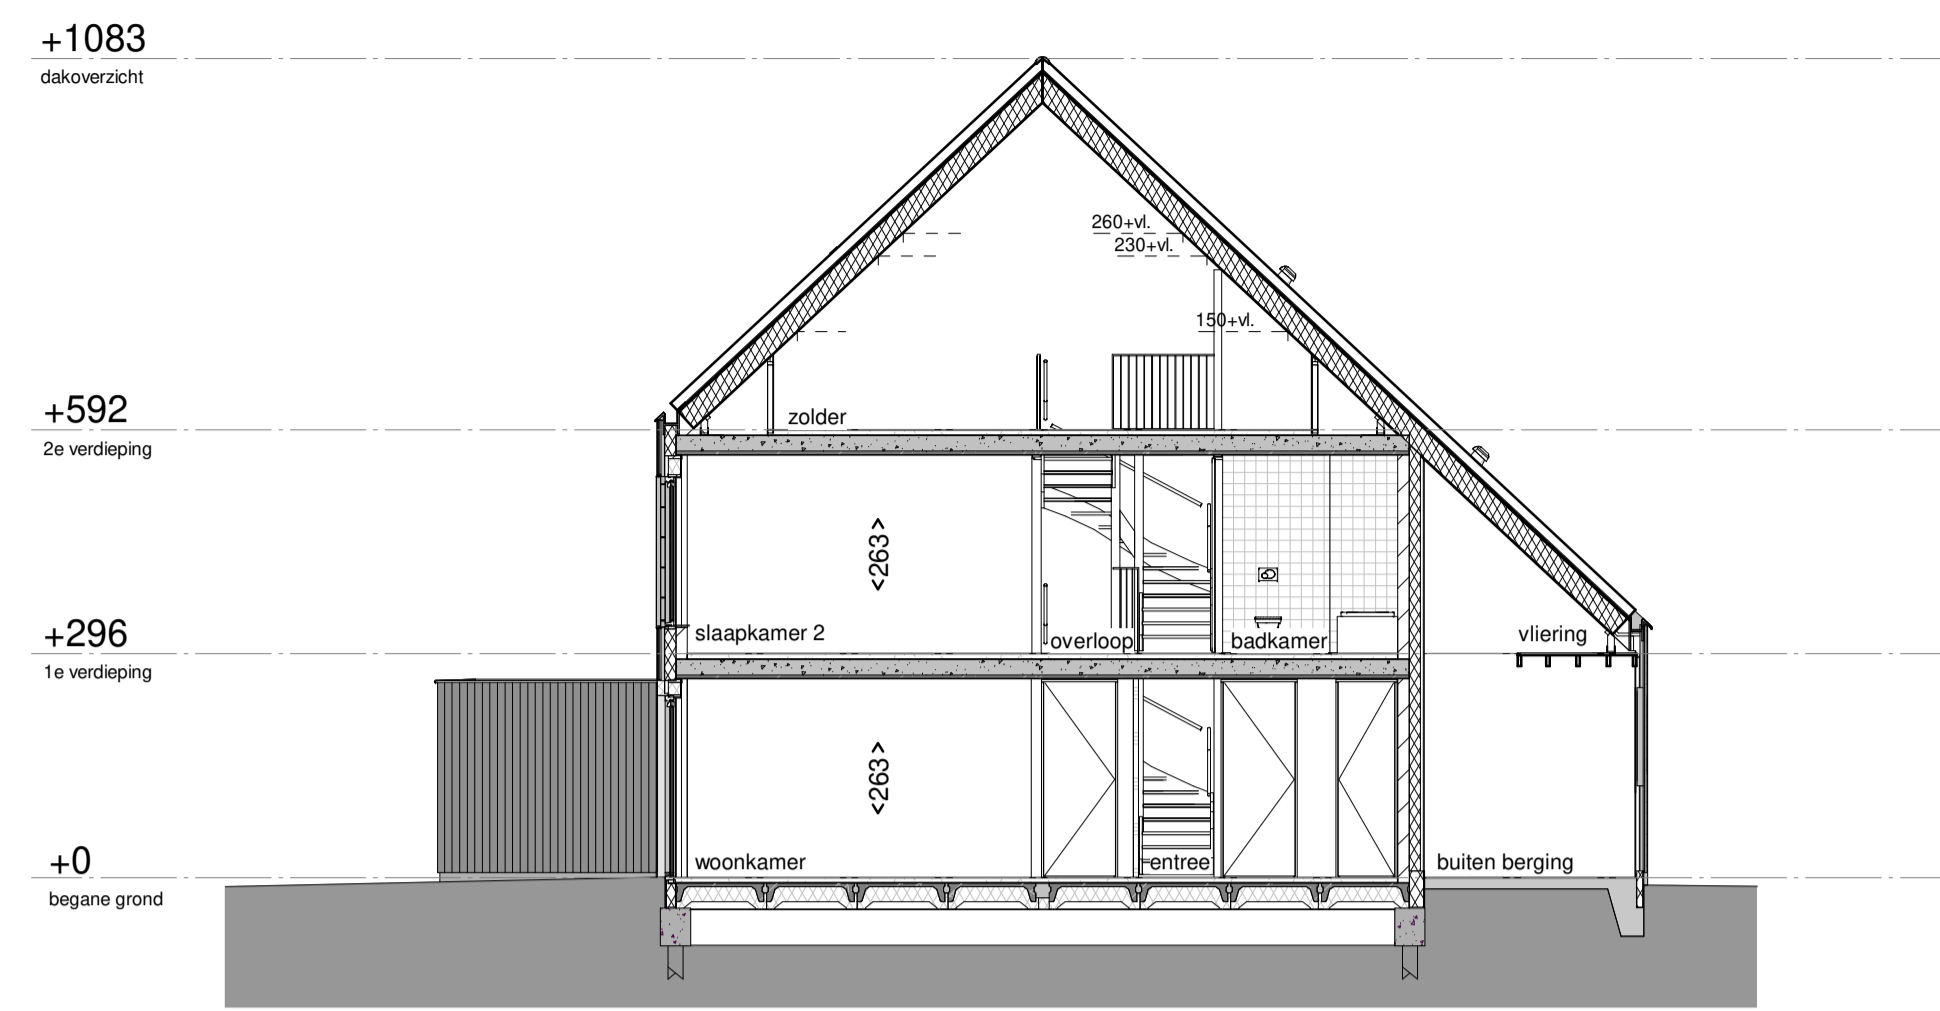 +1083
dakoverzicht
260+vl.
230+vl.
150+vl.
+592
2e verdieping
zolder
<263>
+296
1e verdieping
slaapkamer 2
overloop
badkamer
vliering
<263>
+0
begane grond
woonkamer
entree
buiten berging